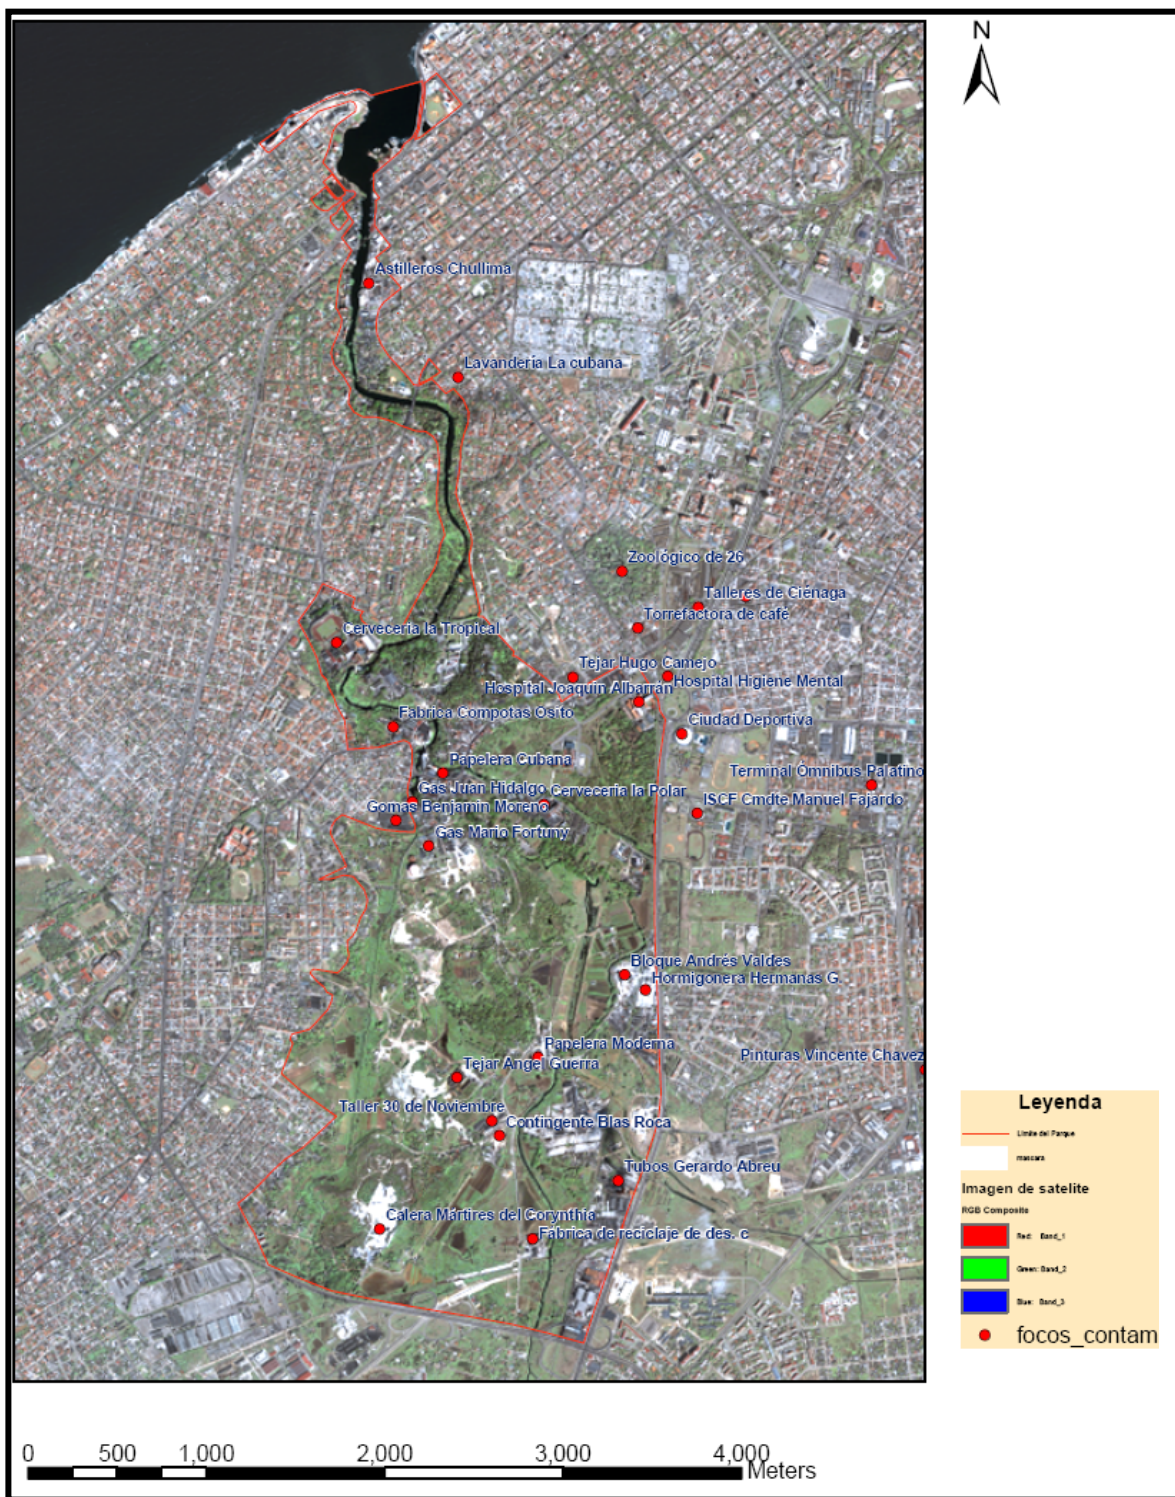 N
Astilleros Chullima
Lavandería La cubana
Zoológico de 26
Talleres de Ciénaga
Torrefactora de café
Cervecería la Tropical
Tejar Hugo Camejo
Hospital Higiene Mental
Hospital Joaquín Albarrán
Fabrica Compotas Osito
Ciudad Deportiva
Papelera Cubana
Terminal Ómnibus Palatino
Gas Juan Hidalgo
Cervecería la Polar
ISCF Cmdte Manuel Fajardo
Gomas Benjamín Moreno
Gas Mario Fortuny
Bloque Andrés Valdes
Hormigonera Hermanas G.
Papelera Moderna
Pinturas Vincente Chavez
Tejar Angel Guerra
Taller 30 de Noviembre
Contingente Blas Roca
Tubos Gerardo Abreu
Calera Mártires del Corynthia
Fabrica de reciclaje de des. c
Leyenda
Limite del Parque
mascara
Imagen de satelite
RGB Composite
Red: Band_1
Green: Band_2
Blue: Band_3
focos_contam
0 500 1,000 2,000 3,000 4,000
Meters